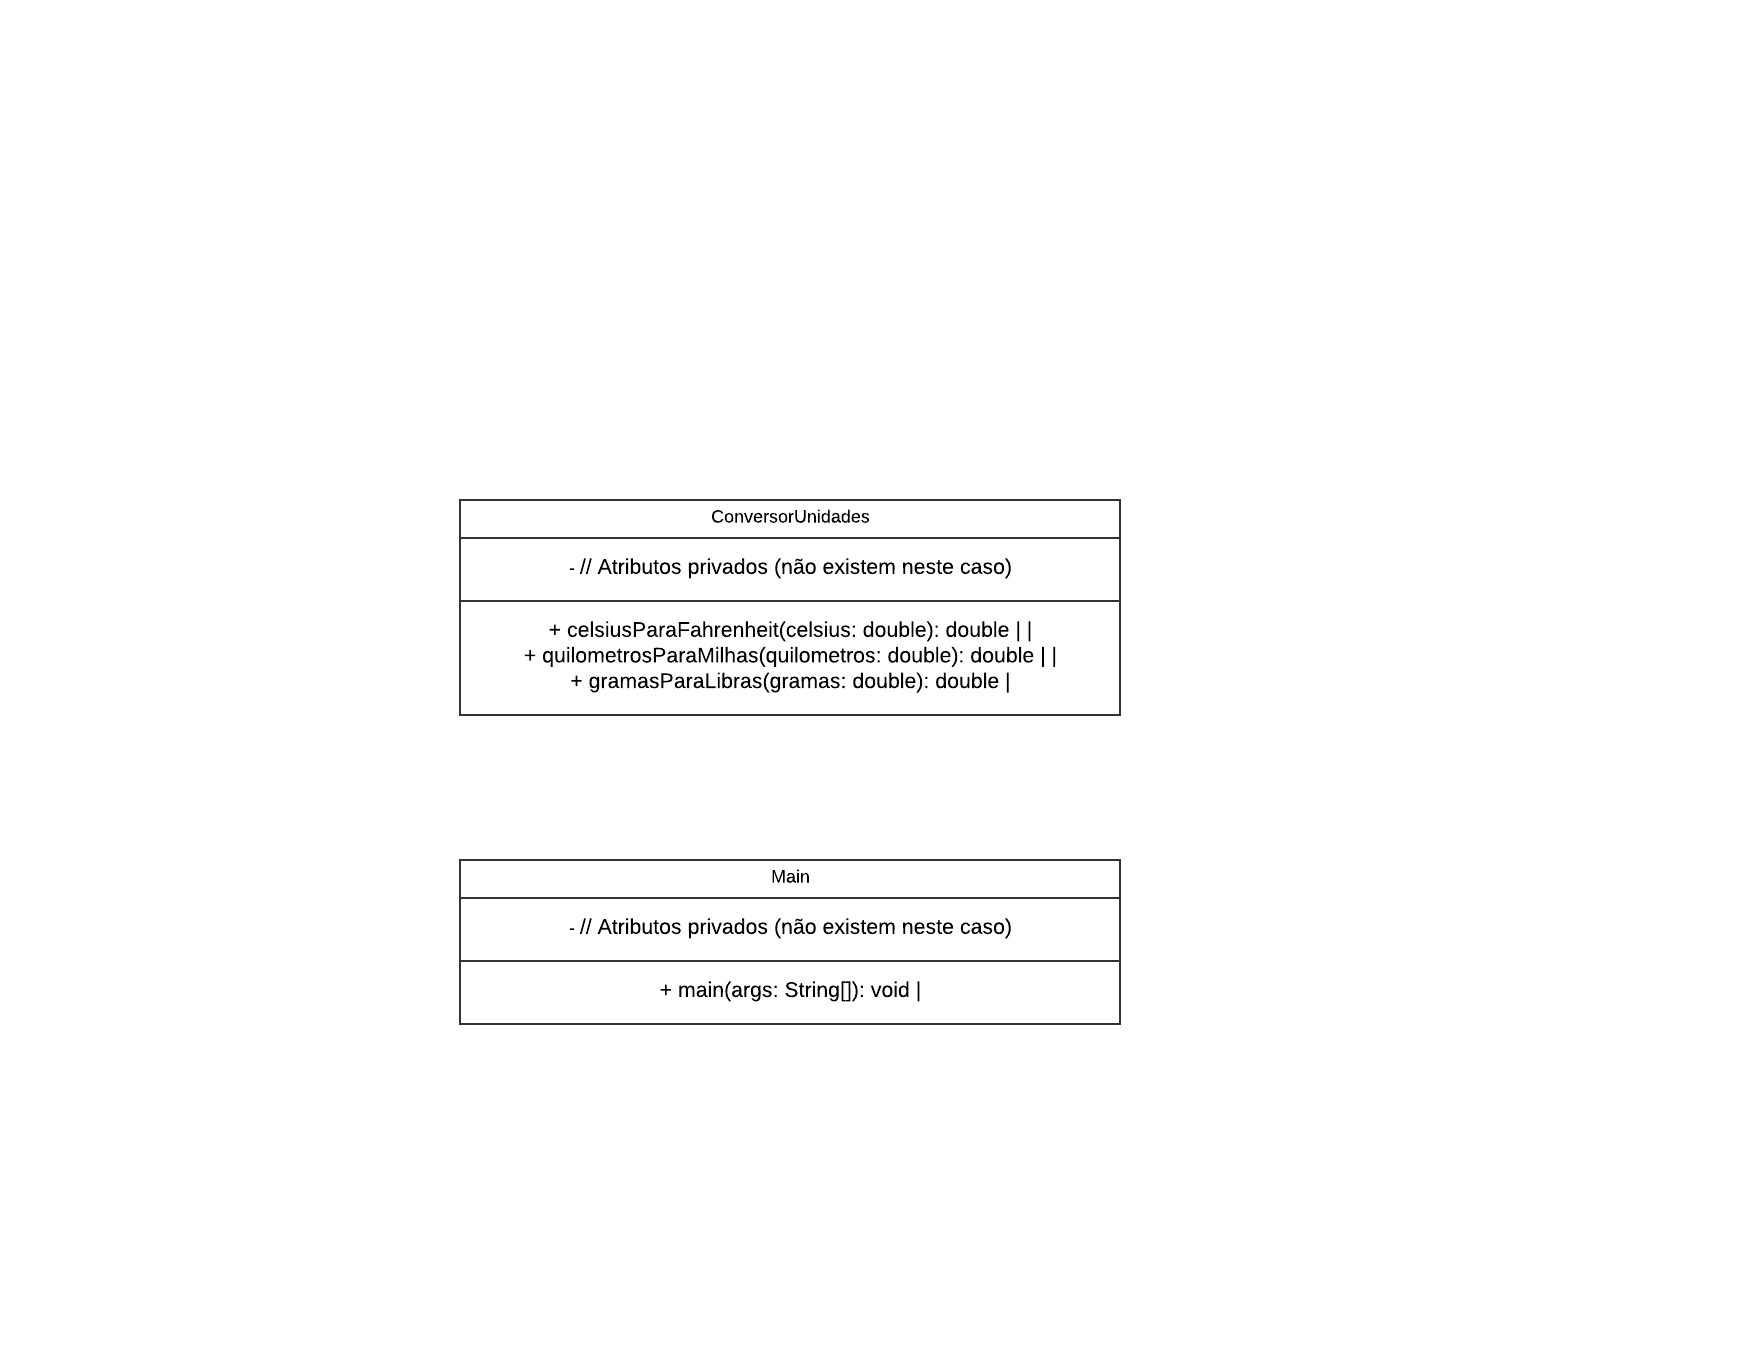 ConversorUnidades
- // Atributos privados (não existem neste caso)
+ celsiusParaFahrenheit(celsius: double): double | |
+ quilometrosParaMilhas(quilometros: double): double | |
+ gramasParaLibras(gramas: double): double |
Main
- // Atributos privados (não existem neste caso)
+ main(args: String[]): void |